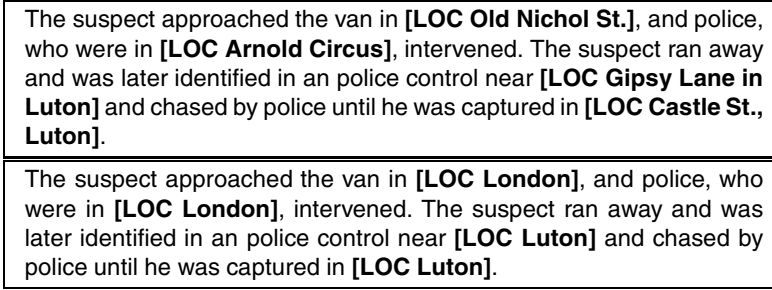 The suspect approached the van in [LOC Old Nichol St.], and police,
who were in [LOC Arnold Circus], intervened. The suspect ran away
and was later identified in an police control near [LOC Gipsy Lane in
Luton] and chased by police until he was captured in [LOC Castle St.,
Luton].
The suspect approached the van in [LOC London], and police, who
were in [LOC London], intervened. The suspect ran away and was
later identified in an police control near [LOC Luton] and chased by
police until he was captured in [LOC Luton].